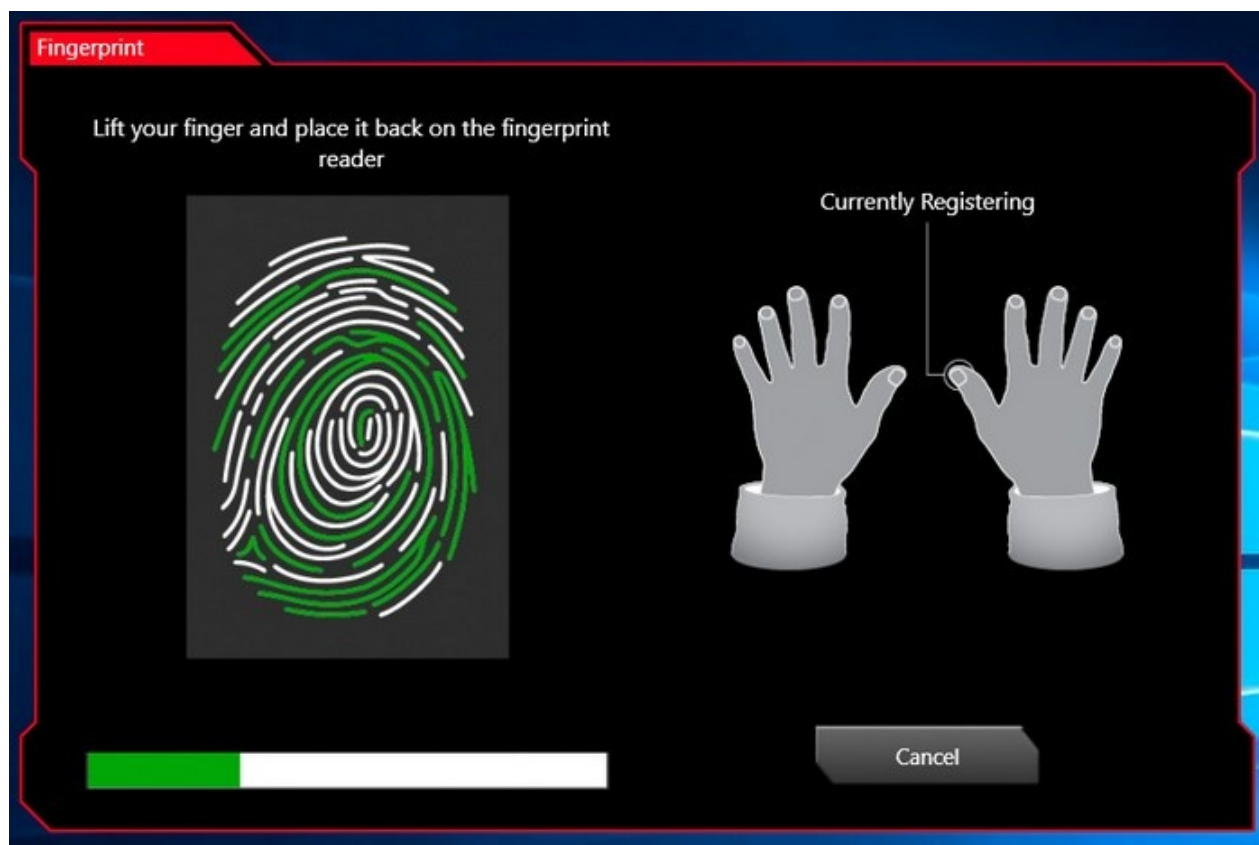 Fingerprint
Lift your finger and place it back on the fingerprint
reader
Currently Registering
Cancel